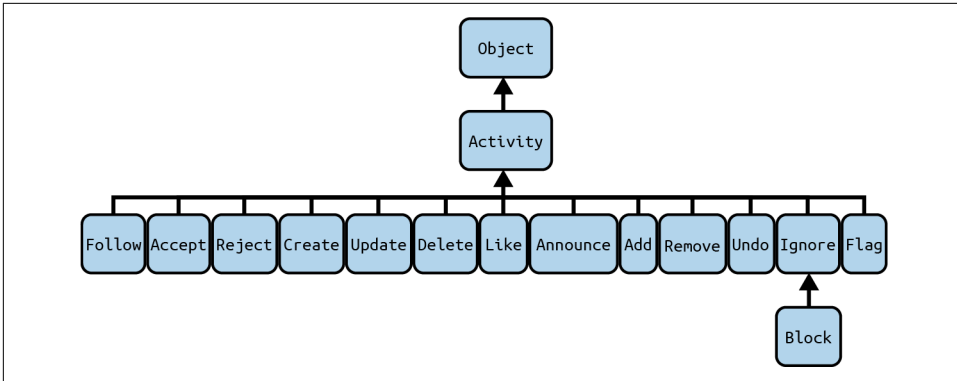 Object
Activity
Follow Accept Reject Create Update Delete Like Announce Add Remove Undo Ignore Flag
Block